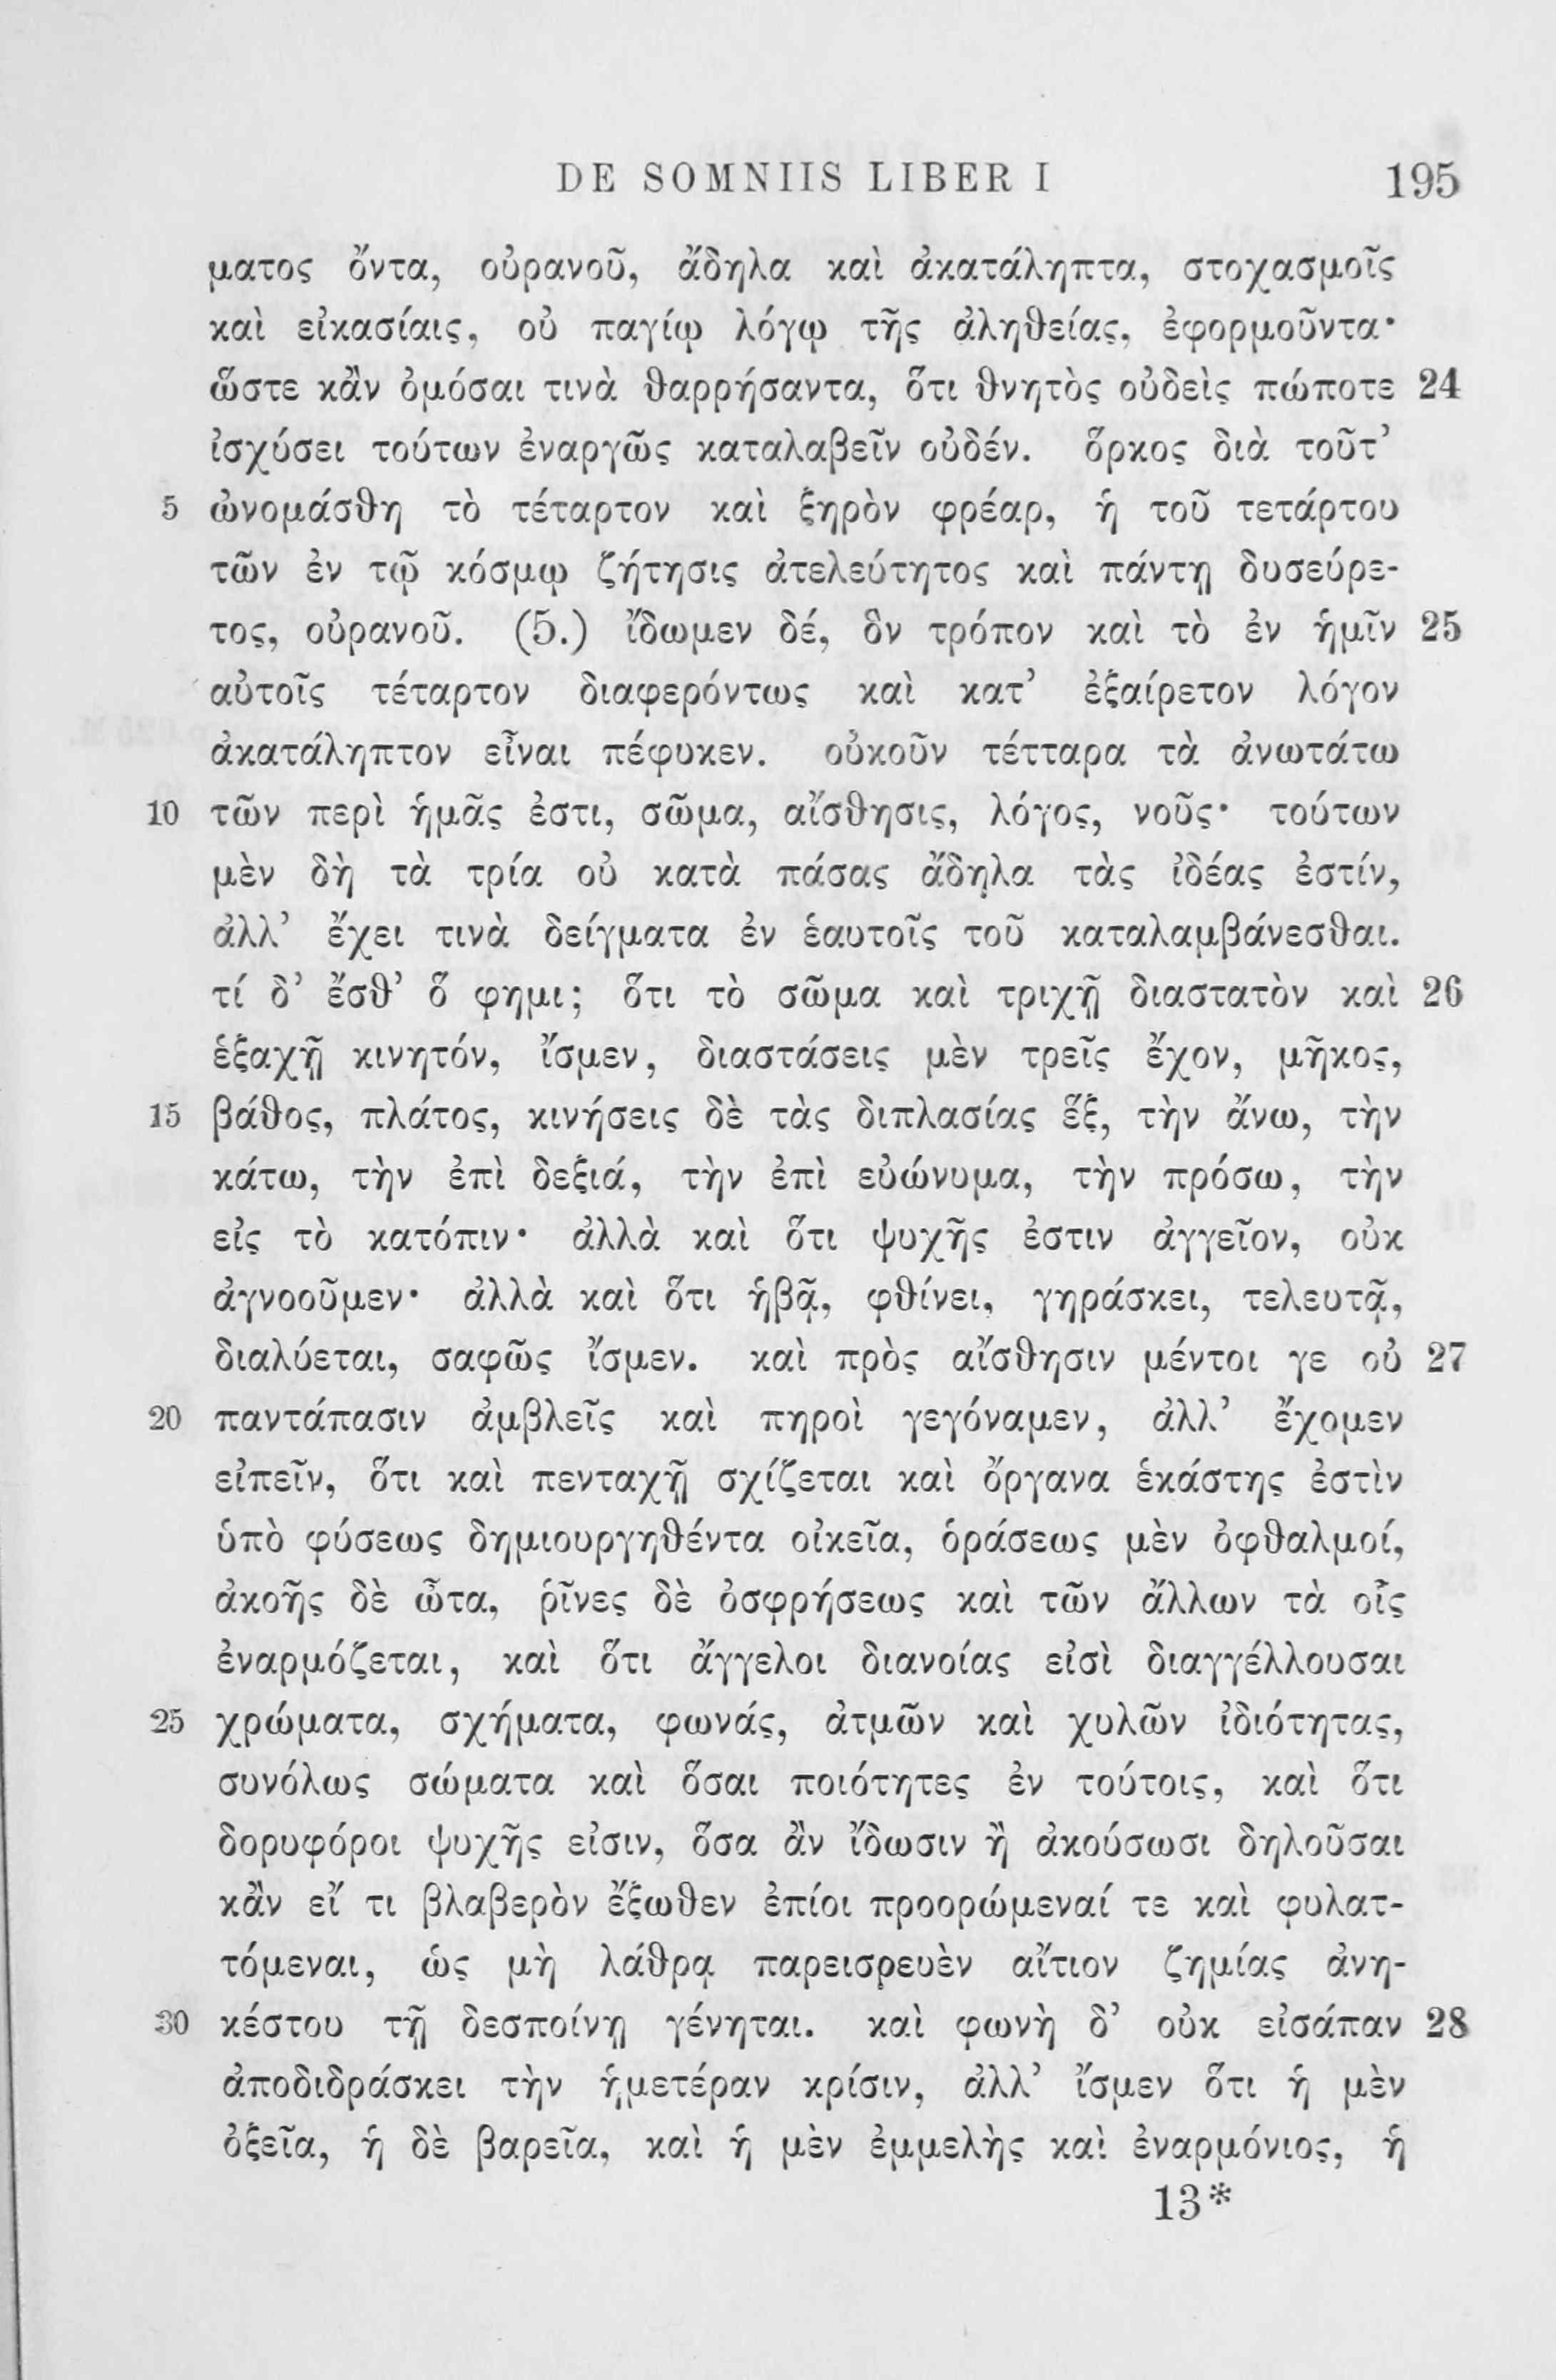 DE SOMNIIS LIBER I 195
ματος ὄντα, οὐρανοῦ, ἄδηλα καὶ ἀκατάληπτα, στοχασμοῖς
καὶ εἰκασίαις, οὐ παγίῳ λόγῳ τῆς ἀληθείας, ἐφορμοῦντα·
ὥστε κἂν ὀμόσαι τινὰ θαρρήσαντα, ὅτι θνητὸς οὐδεὶς πώποτε 24
ἰσχύσει τούτων ἐναργῶς καταλαβεῖν οὐδέν. ὅρκος διὰ τοῦτ’
5 ὠνομάσθη τὸ τέταρτον καὶ ξηρὸν φρέαρ, ἡ τοῦ τετάρτου
τῶν ἐν τῷ κόσμῳ ζήτησις ἀτελεύτητος καὶ πάντῃ δυσεύρε-
τος, οὐρανοῦ. (5.) ἴδωμεν δέ, ὃν τρόπον καὶ τὸ ἐν ἡμῖν 25
αὐτοῖς τέταρτον διαφερόντως καὶ κατ’ ἐξαίρετον λόγον
ἀκατάληπτον εἶναι πέφυκεν. οὐκοῦν τέτταρα τὰ ἀνωτάτω
10 τῶν περὶ ἡμᾶς ἐστι, σῶμα, αἴσθησις, λόγος, νοῦς· τούτων
μὲν δὴ τὰ τρία οὐ κατὰ πάσας ἄδηλα τὰς ἰδέας ἐστίν,
ἀλλ’ ἔχει τινὰ δείγματα ἐν ἑαυτοῖς τοῦ καταλαμβάνεσθαι.
τί δ’ ἔσθ’ ὅ φημι; ὅτι τὸ σῶμα καὶ τριχῇ διαστατὸν καὶ 26
ἑξαχῇ κινητόν, ἴσμεν, διαστάσεις μὲν τρεῖς ἔχον, μῆκος,
15 βάθος, πλάτος, κινήσεις δὲ τὰς διπλασίας ἕξ, τὴν ἄνω, τὴν
κάτω, τὴν ἐπὶ δεξιά, τὴν ἐπὶ εὐώνυμα, τὴν πρόσω, τὴν
εἰς τὸ κατόπιν· ἀλλὰ καὶ ὅτι ψυχῆς ἐστιν ἀγγεῖον, οὐκ
ἀγνοοῦμεν· ἀλλὰ καὶ ὅτι ἡβᾷ, φθίνει, γηράσκει, τελευτᾷ,
διαλύεται, σαφῶς ἴσμεν. καὶ πρὸς αἴσθησιν μέντοι γε οὐ 27
20 παντάπασιν ἀμβλεῖς καὶ πηροὶ γεγόναμεν, ἀλλ’ ἔχομεν
εἰπεῖν, ὅτι καὶ πενταχῇ σχίζεται καὶ ὄργανα ἑκάστης ἐστὶν
ὑπὸ φύσεως δημιουργηθέντα οἰκεῖα, ὁράσεως μὲν ὀφθαλμοί,
ἀκοῆς δὲ ὦτα, ῥῖνες δὲ ὀσφρήσεως καὶ τῶν ἄλλων τὰ οἷς
ἐναρμόζεται, καὶ ὅτι ἄγγελοι διανοίας εἰσὶ διαγγέλλουσαι
25 χρώματα, σχήματα, φωνάς, ἀτμῶν καὶ χυλῶν ἰδιότητας,
συνόλως σώματα καὶ ὅσαι ποιότητες ἐν τούτοις, καὶ ὅτι
δορυφόροι ψυχῆς εἰσιν, ὅσα ἂν ἴδωσιν ἢ ἀκούσωσι δηλοῦσαι
κἂν εἴ τι βλαβερὸν ἔξωθεν ἐπίοι προορώμεναί τε καὶ φυλατ-
τόμεναι, ὡς μὴ λάθρᾳ παρεισρευὲν αἴτιον ζημίας ἀνη-
30 κέστου τῇ δεσποίνῃ γένηται. καὶ φωνὴ δ’ οὐκ εἰσάπαν 28
ἀποδιδράσκει τὴν ἡμετέραν κρίσιν, ἀλλ’ ἴσμεν ὅτι ἡ μὲν
ὀξεῖα, ἡ δὲ βαρεῖα, καὶ ἡ μὲν ἐμμελὴς καὶ ἐναρμόνιος, ἡ
13*